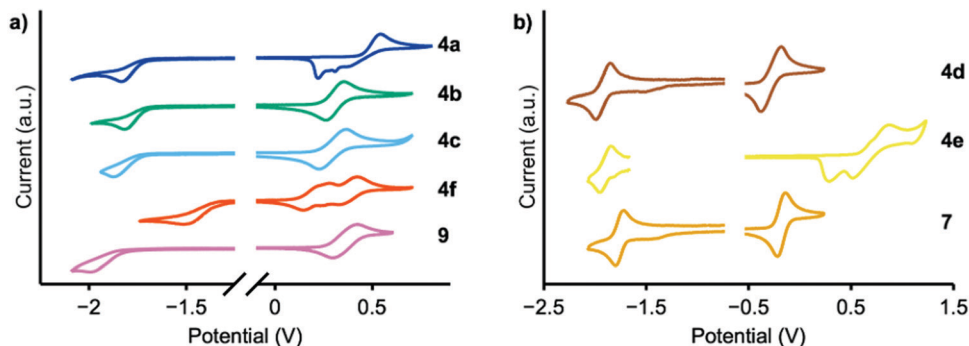 a)
4a
4b
4c
4f
9
Current (a.u.)
−2 −1.5 0 0.5
Potential (V)
b)
4d
4e
7
Current (a.u.)
−2.5 −1.5 −0.5 0.5 1.5
Potential (V)